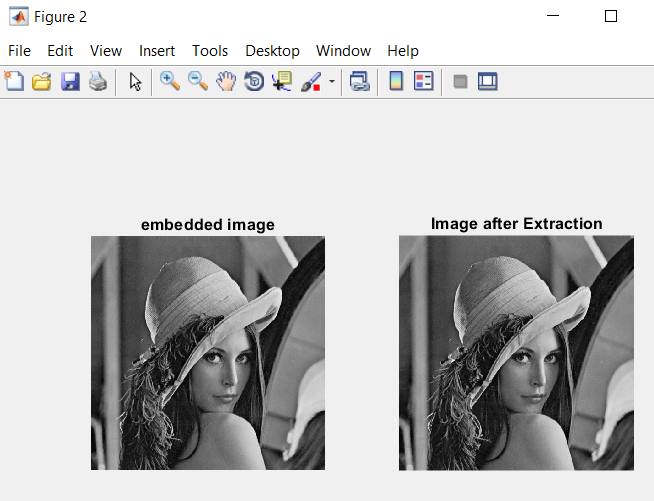 Figure 2
File Edit View Insert Tools Desktop Window Help
embedded image
Image after Extraction